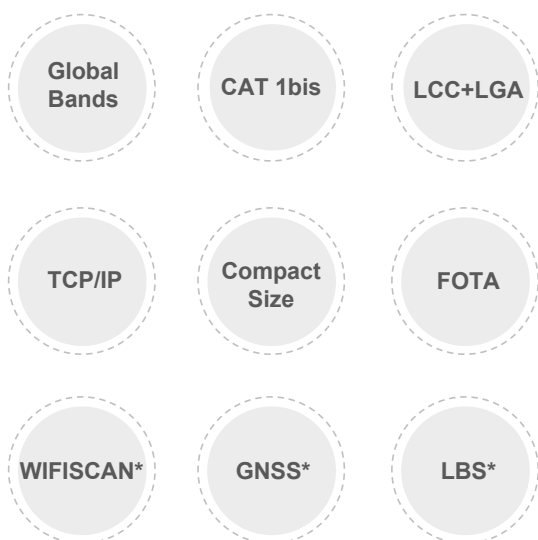 Global
Bands
CAT 1bis
LCC+LGA
TCP/IP
Compact
Size
FOTA
WIFISCAN*
GNSS*
LBS*